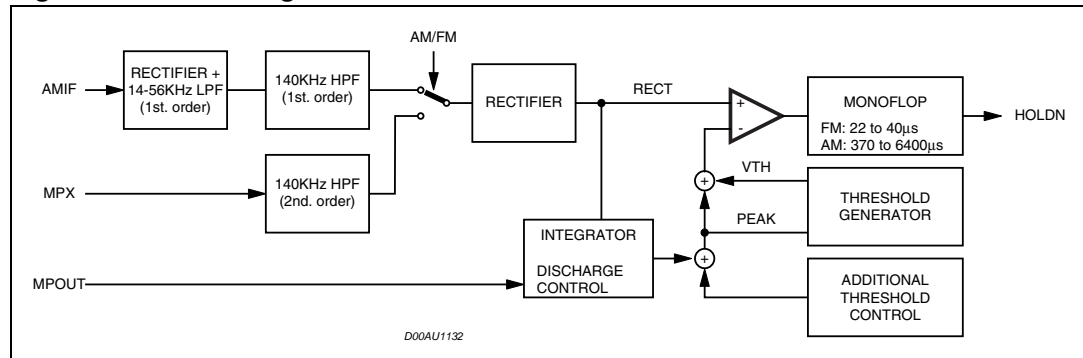 AM/FM
AMIF
RECTIFIER +
14-56KHz LPF
(1st. order)
140KHz HPF
(1st. order)
RECTIFIER
RECT
+
-
MONOFLOP
FM: 22 to 40µs
AM: 370 to 6400µs
HOLDN
MPX
140KHz HPF
(2nd. order)
VTH
+
THRESHOLD
GENERATOR
PEAK
INTEGRATOR
DISCHARGE
CONTROL
+
MPOUT
ADDITIONAL
THRESHOLD
CONTROL
D00AU1132